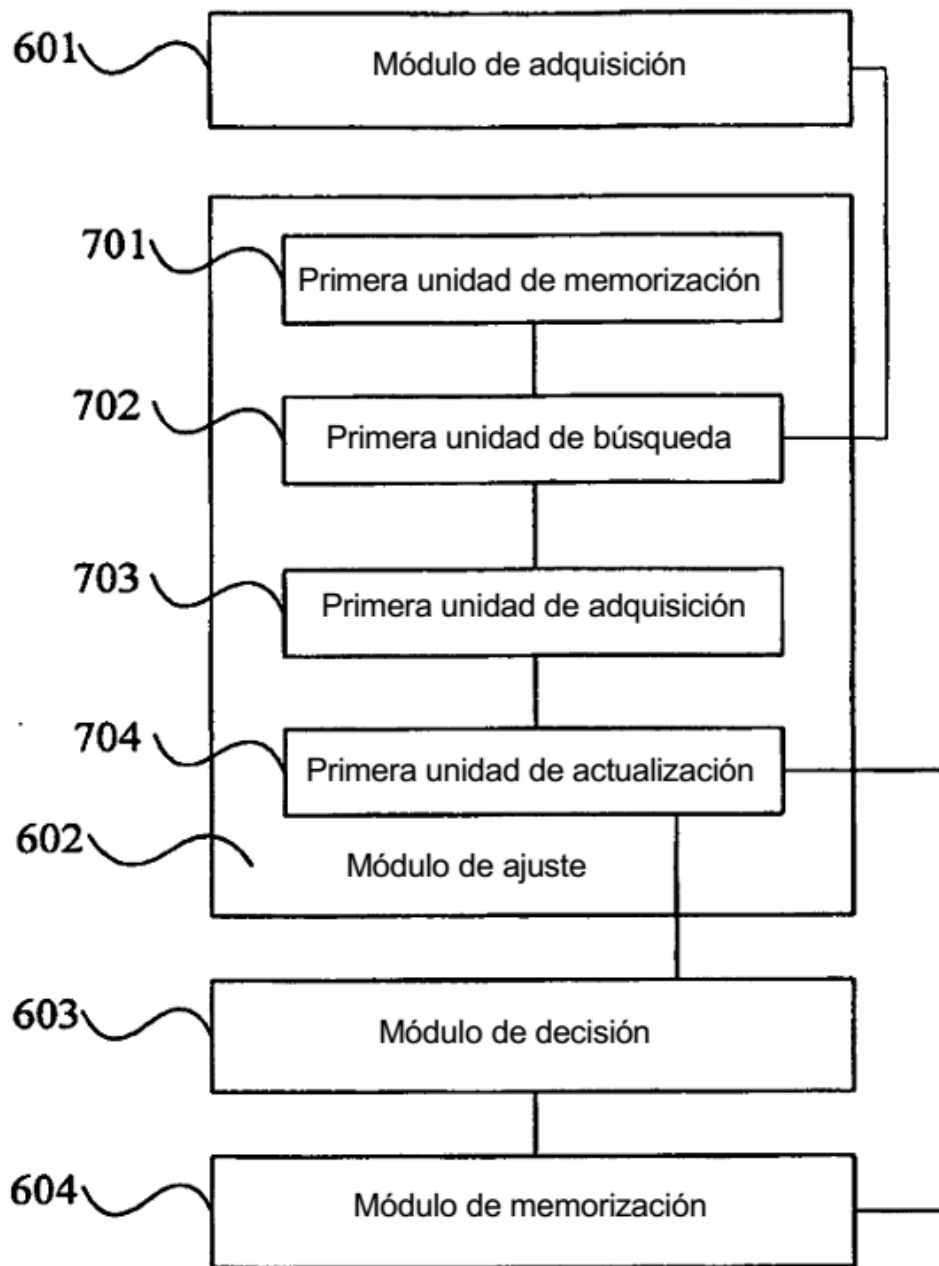 601
Módulo de adquisición
701
Primera unidad de memorización
702
Primera unidad de búsqueda
703
Primera unidad de adquisición
704
Primera unidad de actualización
602
Módulo de ajuste
603
Módulo de decisión
604
Módulo de memorización